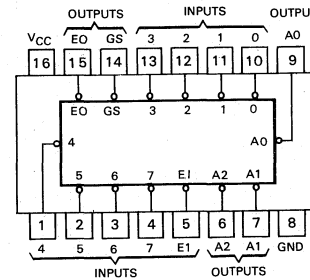 OUTPUTS INPUTS OUTPU
VCC EO GS 3 2 1 0 A0
16 15 14 13 12 11 10 9
EO GS 3 2 1 0
4 A0
5 6 7 EI A2 A1
1 2 3 4 5 6 7 8
4 5 6 7 E1 A2 A1 GND
INPUTS OUTPUTS